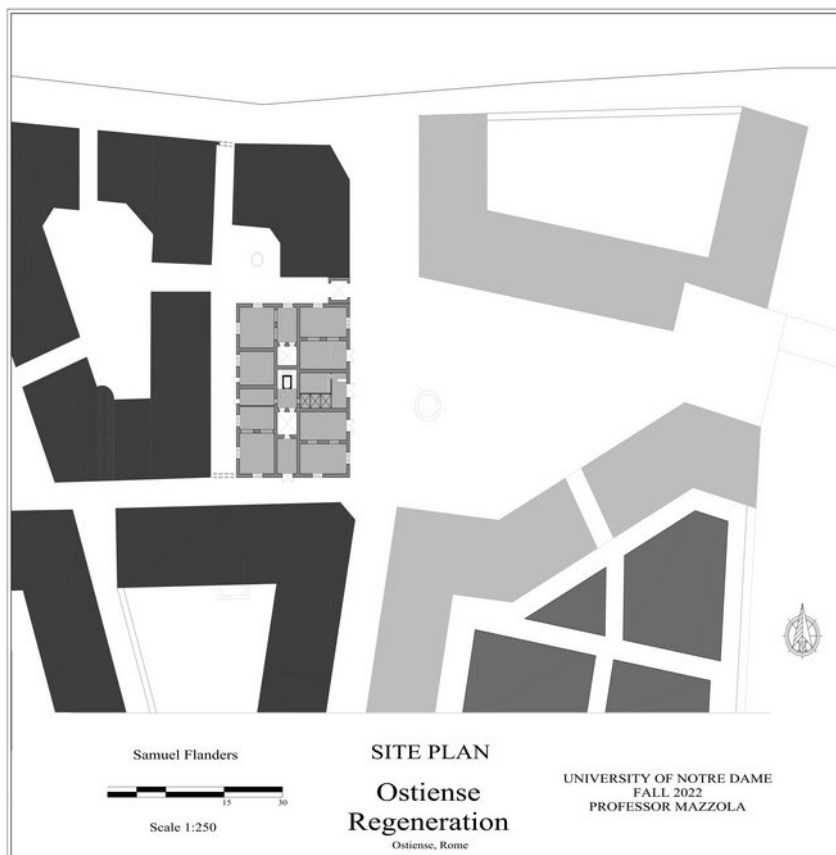 Samuel Flanders
15
30
Scale 1:250
SITE PLAN
Ostiense
Regeneration
Ostiense, Rome
UNIVERSITY OF NOTRE DAME
FALL 2022
PROFESSOR MAZZOLA